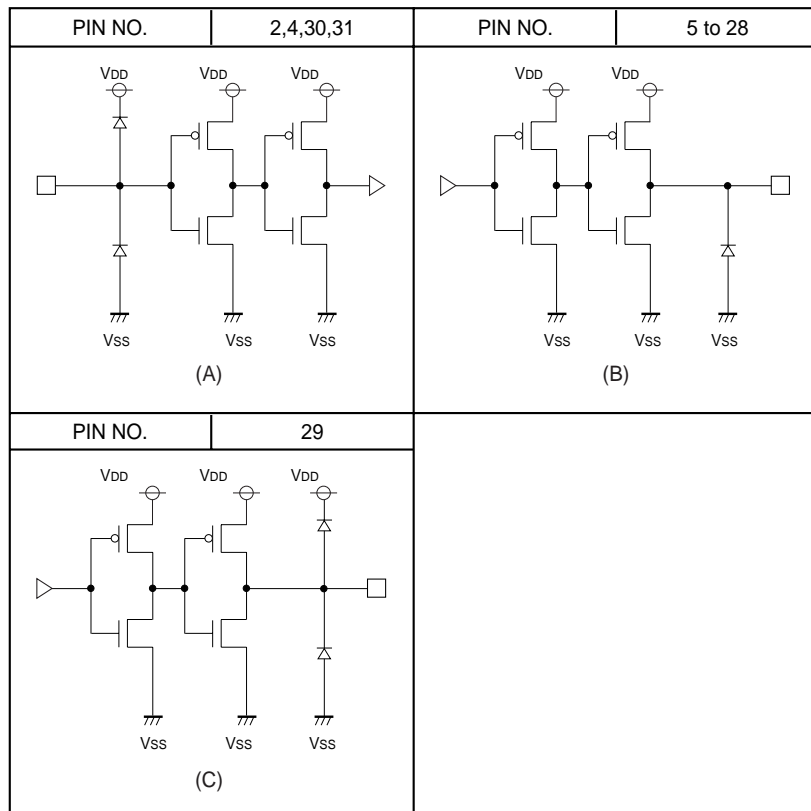 PIN NO. 2,4,30,31 PIN NO. 5 to 28
VDD VDD VDD VDD VDD
VSS VSS VSS VSS VSS VSS
(A) (B)
PIN NO. 29
VDD VDD VDD
VSS VSS VSS
(C)